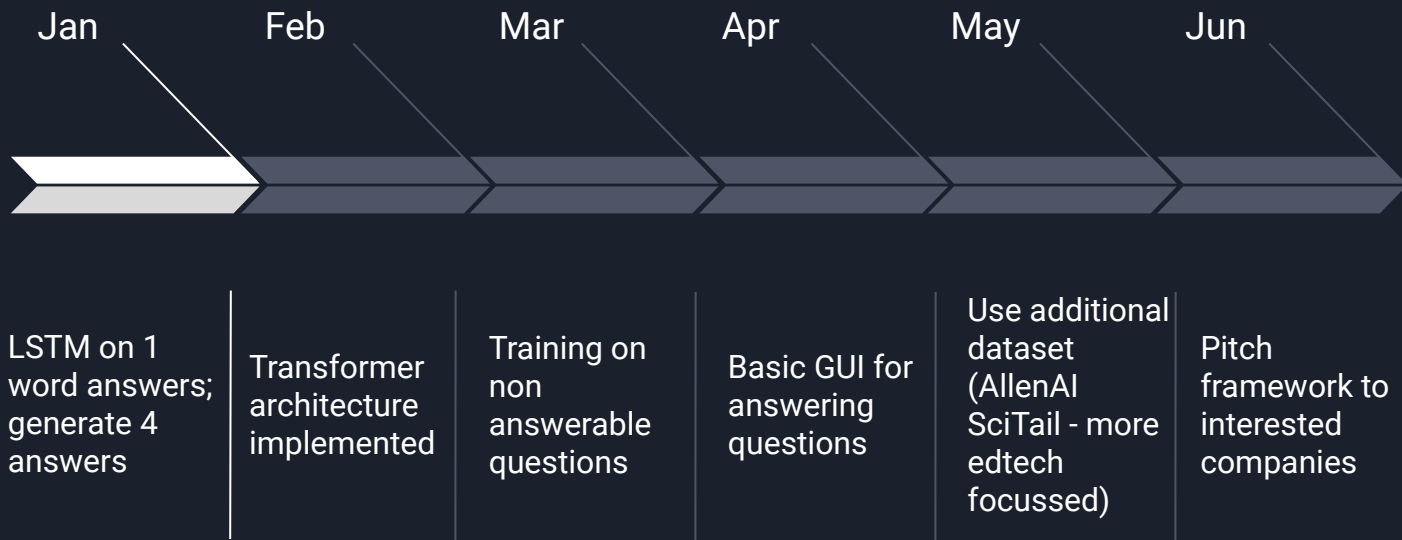 Jan
Feb
Mar
Apr
May
Jun
LSTM on 1
word answers;
generate 4
answers
Transformer
architecture
implemented
Training on
non
answerable
questions
Basic GUI for
answering
questions
Use additional
dataset
(AllenAI
SciTail - more
edtech
focussed)
Pitch
framework to
interested
companies